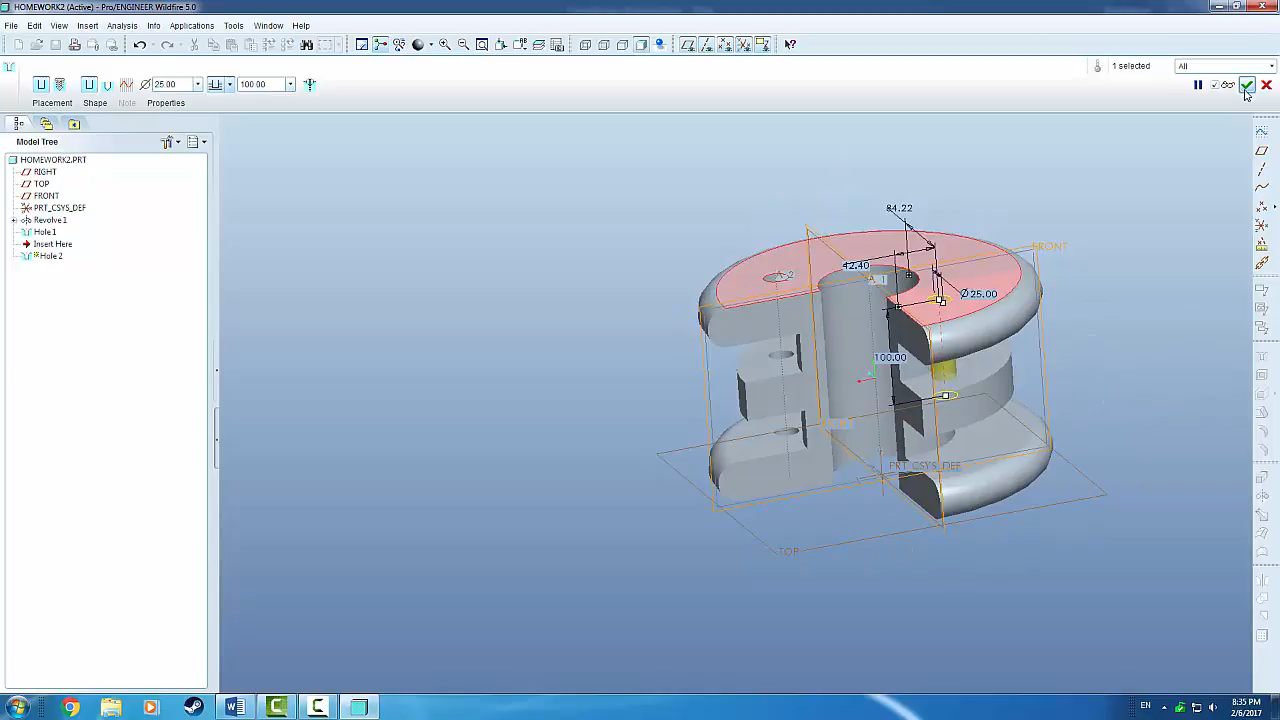 HOMEWORK2 (Active) - Pro/ENGINEER Wildfire 5.0
File Edit View Insert Analysis Info Applications Tools Window Help
1 selected All
25.00 100.00
Placement Shape Note Properties
Model Tree
HOMEWORK2.PRT
RIGHT
TOP
FRONT
PRT_CSYS_DEF
Revolve 1
Hole 1
Insert Here
Hole 2
84.22
FRONT
42.40
A_2
A_1
Ø25.00
100.00
PRT_CSYS_DEF
TOP
EN
8:35 PM
2/6/2017